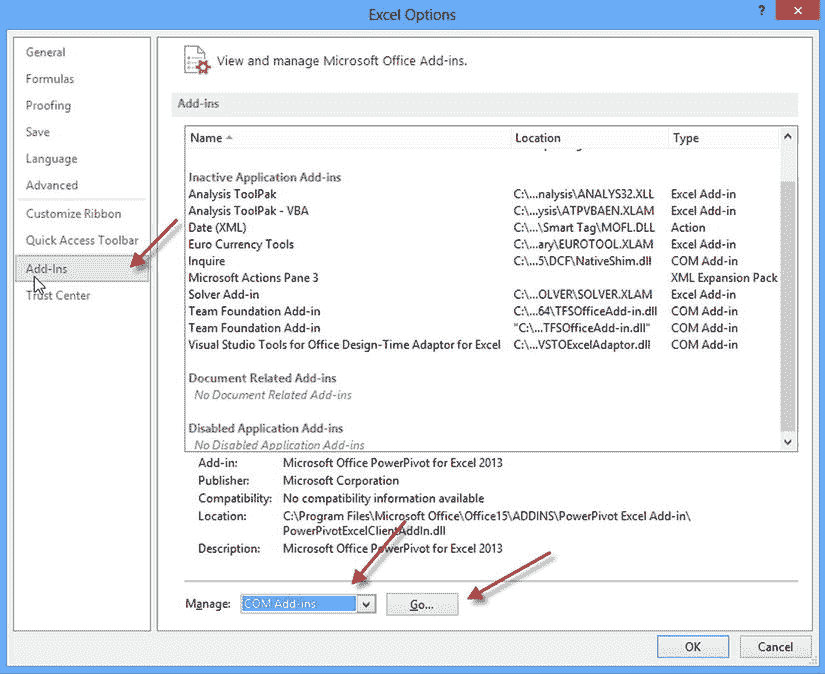 Excel Options
?
General
Formulas
Proofing
Save
Language
Advanced
Customize Ribbon
Quick Access Toolbar
Add-Ins
Trust Center
View and manage Microsoft Office Add-ins.
Add-ins
Name Location Type
Inactive Application Add-ins
Analysis ToolPak C:\...nalysis\ANALYS32.XLL Excel Add-in
Analysis ToolPak - VBA C:\...ysis\ATPVBAEN.XLAM Excel Add-in
Date (XML) C:\...\Smart Tag\MOFL.DLL Action
Euro Currency Tools C:\...ary\EUROTOOL.XLAM Excel Add-in
Inquire C:\...5\DCF\NativeShim.dll COM Add-in
Microsoft Actions Pane 3 XML Expansion Pack
Solver Add-in C:\...OLVER\SOLVER.XLAM Excel Add-in
Team Foundation Add-in C:\...64\TFSOfficeAdd-in.dll COM Add-in
Team Foundation Add-in "C:\...TFSOfficeAdd-in.dll" COM Add-in
Visual Studio Tools for Office Design-Time Adaptor for Excel C:\...VSTOExcelAdaptor.dll COM Add-in
Document Related Add-ins
No Document Related Add-ins
Disabled Application Add-ins
No Disabled Application Add-ins
Add-in: Microsoft Office PowerPivot for Excel 2013
Publisher: Microsoft Corporation
Compatibility: No compatibility information available
Location: C:\Program Files\Microsoft Office\Office15\ADDINS\PowerPivot Excel Add-in\
PowerPivotExcelClientAddIn.dll
Description: Microsoft Office PowerPivot for Excel 2013
Manage: COM Add-ins Go...
OK Cancel